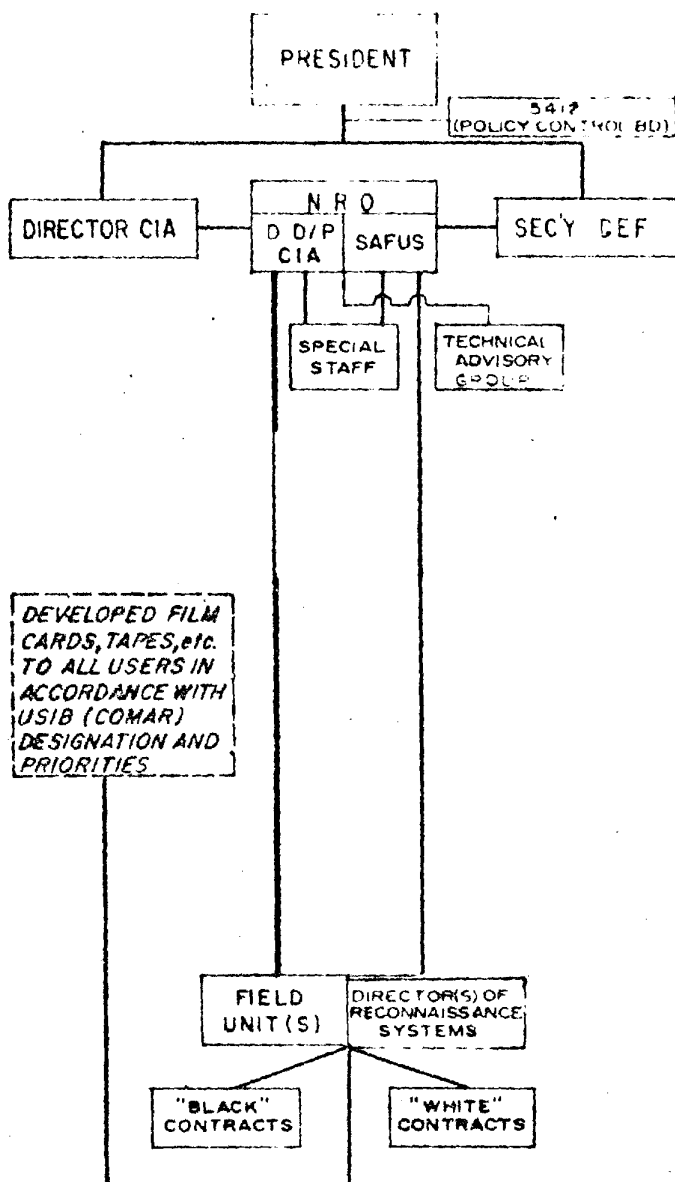 PRESIDENT
5412
(POLICY CONTROL BD)
DIRECTOR CIA
N R O
D D/P
CIA
SAFUS
SEC'Y DEF
SPECIAL
STAFF
TECHNICAL
ADVISORY
GROUP
DEVELOPED FILM
CARDS, TAPES, etc.
TO ALL USERS IN
ACCORDANCE WITH
USIB (COMAR)
DESIGNATION AND
PRIORITIES
FIELD
UNIT(S)
DIRECTOR(S) OF
RECONNAISSANCE
SYSTEMS
"BLACK"
CONTRACTS
"WHITE"
CONTRACTS